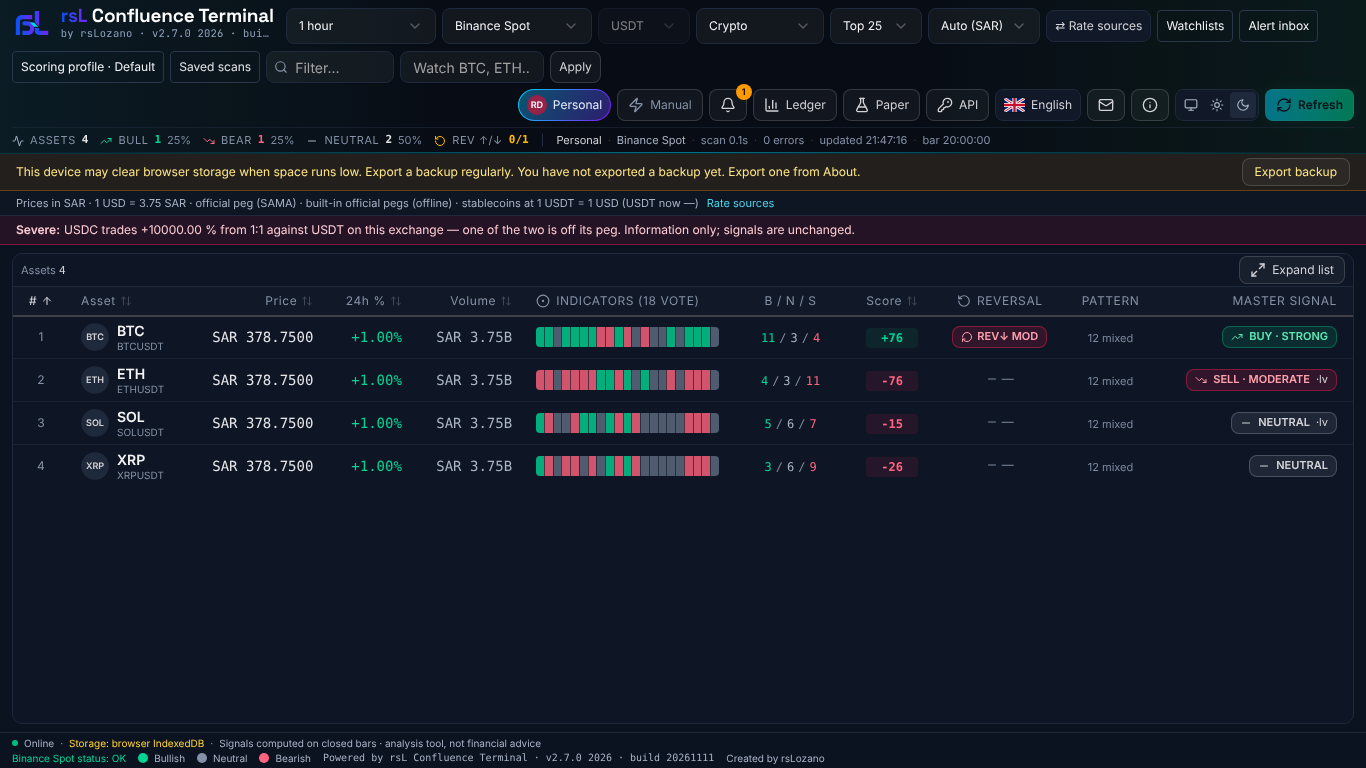 rsL Confluence Terminal
by rsLozano · v2.7.0 2026 · bui…
1 hour
Binance Spot
USDT
Crypto
Top 25
Auto (SAR)
⇄ Rate sources
Watchlists
Alert inbox
Scoring profile · Default
Saved scans
Filter...
Watch BTC, ETH..
Apply
RD Personal
Manual
1
Ledger
Paper
API
English
Refresh
ASSETS 4 BULL 1 25% BEAR 1 25% NEUTRAL 2 50% REV ↑/↓ 0/1 Personal · Binance Spot · scan 0.1s · 0 errors · updated 21:47:16 · bar 20:00:00
This device may clear browser storage when space runs low. Export a backup regularly. You have not exported a backup yet. Export one from About.
Export backup
Prices in SAR · 1 USD = 3.75 SAR · official peg (SAMA) · built-in official pegs (offline) · stablecoins at 1 USDT = 1 USD (USDT now —) Rate sources
Severe: USDC trades +10000.00 % from 1:1 against USDT on this exchange — one of the two is off its peg. Information only; signals are unchanged.
Assets 4
Expand list
# ↑ Asset ↑↓ Price ↑↓ 24h % ↑↓ Volume ↑↓ INDICATORS (18 VOTE) B / N / S Score ↑↓ REVERSAL PATTERN MASTER SIGNAL
1 BTC BTC SAR 378.7500 +1.00% SAR 3.75B 11 / 3 / 4 +76 REV↓ MOD 12 mixed BUY · STRONG
BTCUSDT
2 ETH ETH SAR 378.7500 +1.00% SAR 3.75B 4 / 3 / 11 -76 — — 12 mixed SELL · MODERATE ·lv
ETHUSDT
3 SOL SOL SAR 378.7500 +1.00% SAR 3.75B 5 / 6 / 7 -15 — — 12 mixed — NEUTRAL ·lv
SOLUSDT
4 XRP XRP SAR 378.7500 +1.00% SAR 3.75B 3 / 6 / 9 -26 — — 12 mixed — NEUTRAL
XRPUSDT
Online · Storage: browser IndexedDB · Signals computed on closed bars · analysis tool, not financial advice
Binance Spot status: OK Bullish Neutral Bearish Powered by rsL Confluence Terminal · v2.7.0 2026 · build 20261111 Created by rsLozano